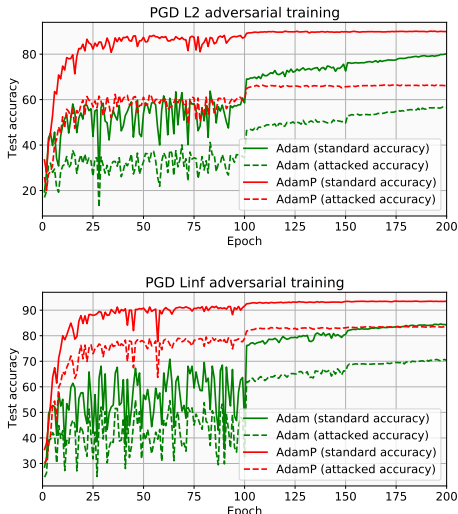 PGD L2 adversarial training
Test accuracy
80
60
40
20
Adam (standard accuracy)
Adam (attacked accuracy)
AdamP (standard accuracy)
AdamP (attacked accuracy)
0 25 50 75 100 125 150 175 200
Epoch
PGD Linf adversarial training
Test accuracy
90
80
70
60
50
40
30
Adam (standard accuracy)
Adam (attacked accuracy)
AdamP (standard accuracy)
AdamP (attacked accuracy)
0 25 50 75 100 125 150 175 200
Epoch